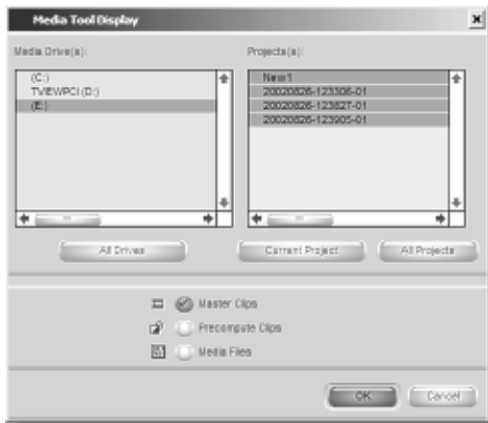 Media Tool Display
Media Drive(s):
(C:)
TVIEWPCI (D:)
(E:)
All Drives
Projects(s):
New1
20020826-123306-01
20020826-123827-01
20020826-123905-01
Current Project
All Projects
Master Clips
Precompute Clips
Media Files
OK
Cancel